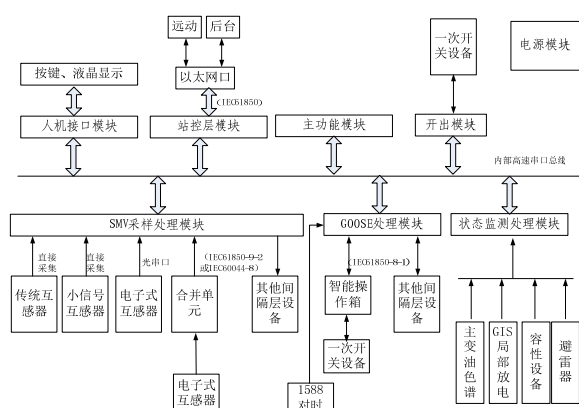 远动
后台
一次开
关设备
电源模块
按键、液晶显示
以太网口
(IEC61850)
人机接口模块
站控层模块
主功能模块
开出模块
内部高速串口总线
SMV采样处理模块
GOOSE处理模块
状态监测处理模块
直接
采集
直接
采集
光串口
(IEC61850-9-2
或IEC60044-8)
(IEC61850-8-1)
传统互
感器
小信号
互感器
电子式
互感器
合并单
元
其他间
隔层设
备
智能操
作箱
其他间
隔层设
备
一次开
关设备
电子式
互感器
1588
对时
主变油色谱
GIS局部放电
容性设备
避雷器